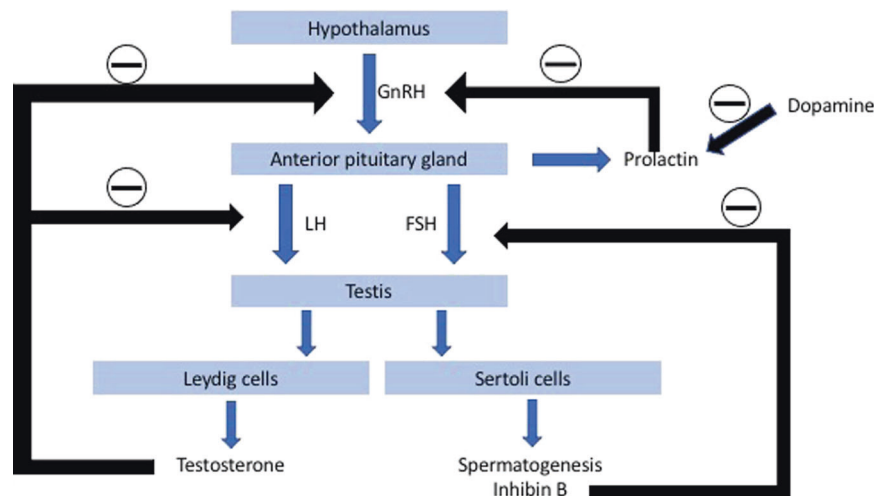 Hypothalamus
GnRH
Dopamine
Anterior pituitary gland
Prolactin
LH
FSH
Testis
Leydig cells
Sertoli cells
Testosterone
Spermatogenesis
Inhibin B